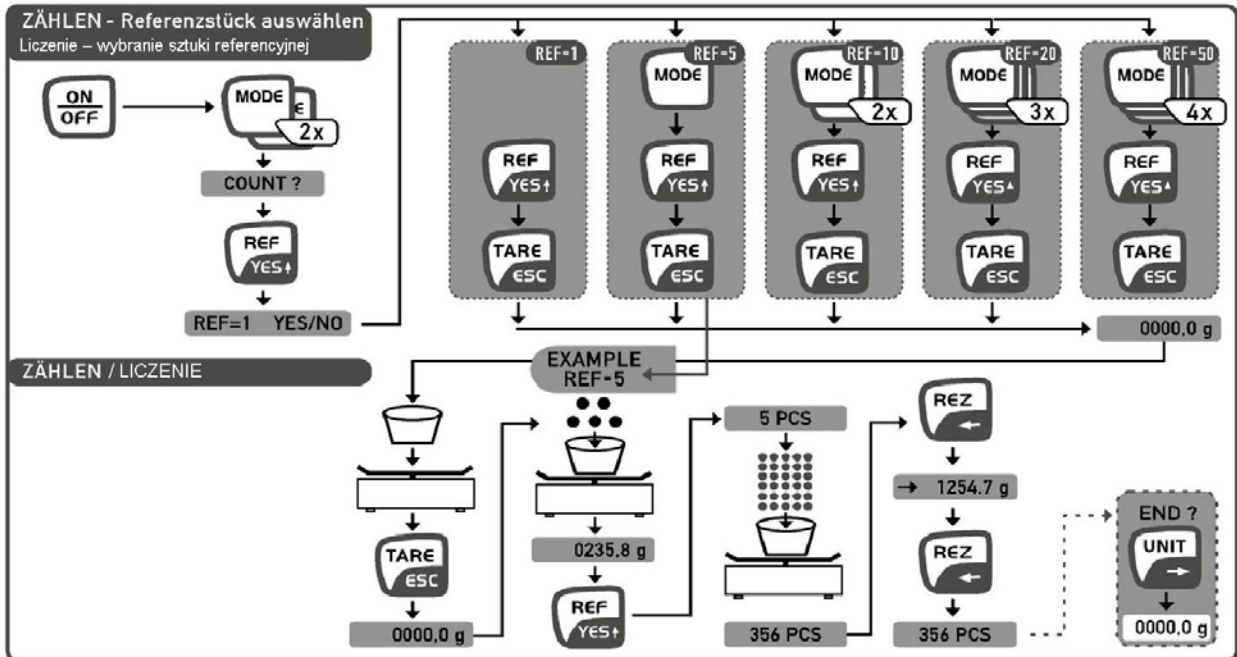 ZÄHLEN - Referenzstück auswählen
Liczenie – wybranie sztuki referencyjnej
ON
OFF
MODE
2x
COUNT ?
REF
YES↑
REF=1 YES/NO
REF=1
REF
YES↑
TARE
ESC
REF=5
MODE
REF
YES↑
TARE
ESC
REF=10
MODE
2x
REF
YES↑
TARE
ESC
REF=20
MODE
3x
REF
YES▲
TARE
ESC
REF=50
MODE
4x
REF
YES▲
TARE
ESC
0000,0 g
ZÄHLEN / LICZENIE
TARE
ESC
0000,0 g
EXAMPLE
REF-5
0235,8 g
REF
YES↑
5 PCS
356 PCS
REZ
←
→ 1254.7 g
REZ
←
356 PCS
END ?
UNIT
→
0000,0 g